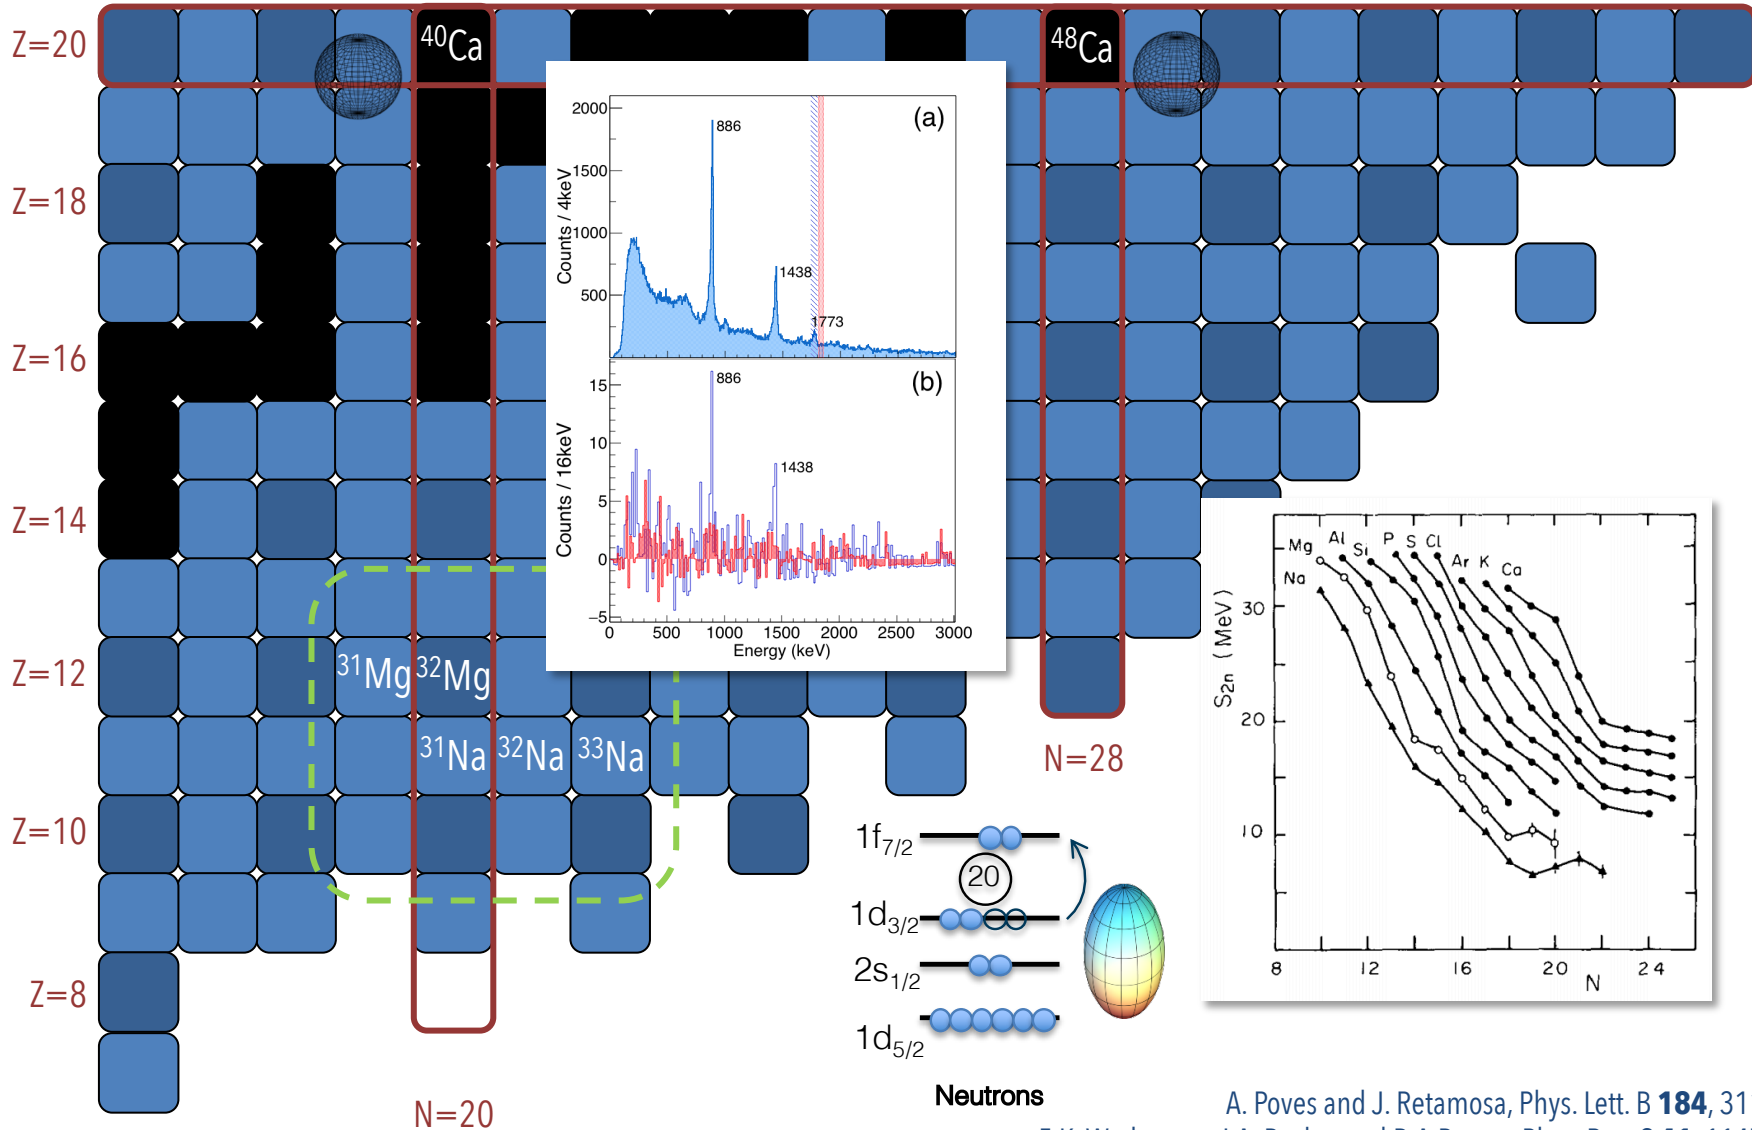 Z=20
40Ca
48Ca
Z=18
Z=16
Z=14
Z=12
31Mg
32Mg
31Na
32Na
33Na
Z=10
Z=8
N=20
N=28
2000
1500
1000
500
Counts / 4keV
(a)
886
1438
1773
15
10
5
0
−5
Counts / 16keV
(b)
886
1438
0
500
1000
1500
2000
2500
3000
Energy (keV)
1f7/2
20
1d3/2
2s1/2
1d5/2
Neutrons
Mg
Al
Si
P
S
Cl
Ar
K
Ca
Na
S2n (MeV)
30
20
10
8
12
16
20
24
N
A. Poves and J. Retamosa, Phys. Lett. B 184, 31